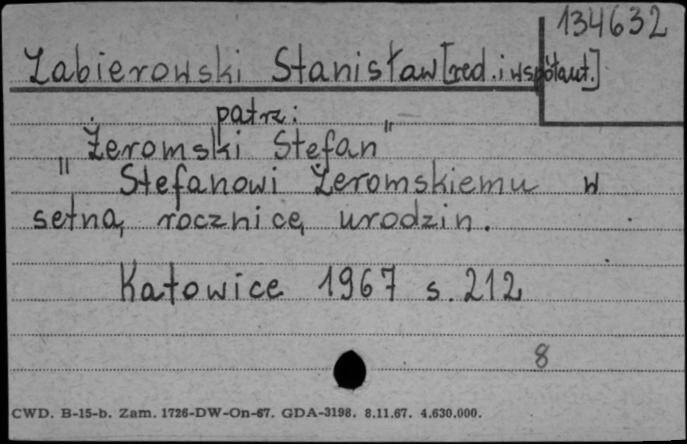 134632
Zabierowski Stanisław [red. i współaut.]
patrz:
Żeromski Stefan"
" Stefanowi Żeromskiemu w
setną rocznicę urodzin.
Katowice 1967 s. 212
8
CWD. B-15-b. Zam. 1726-DW-On-67. GDA-3198. 8.11.67. 4.630.000.